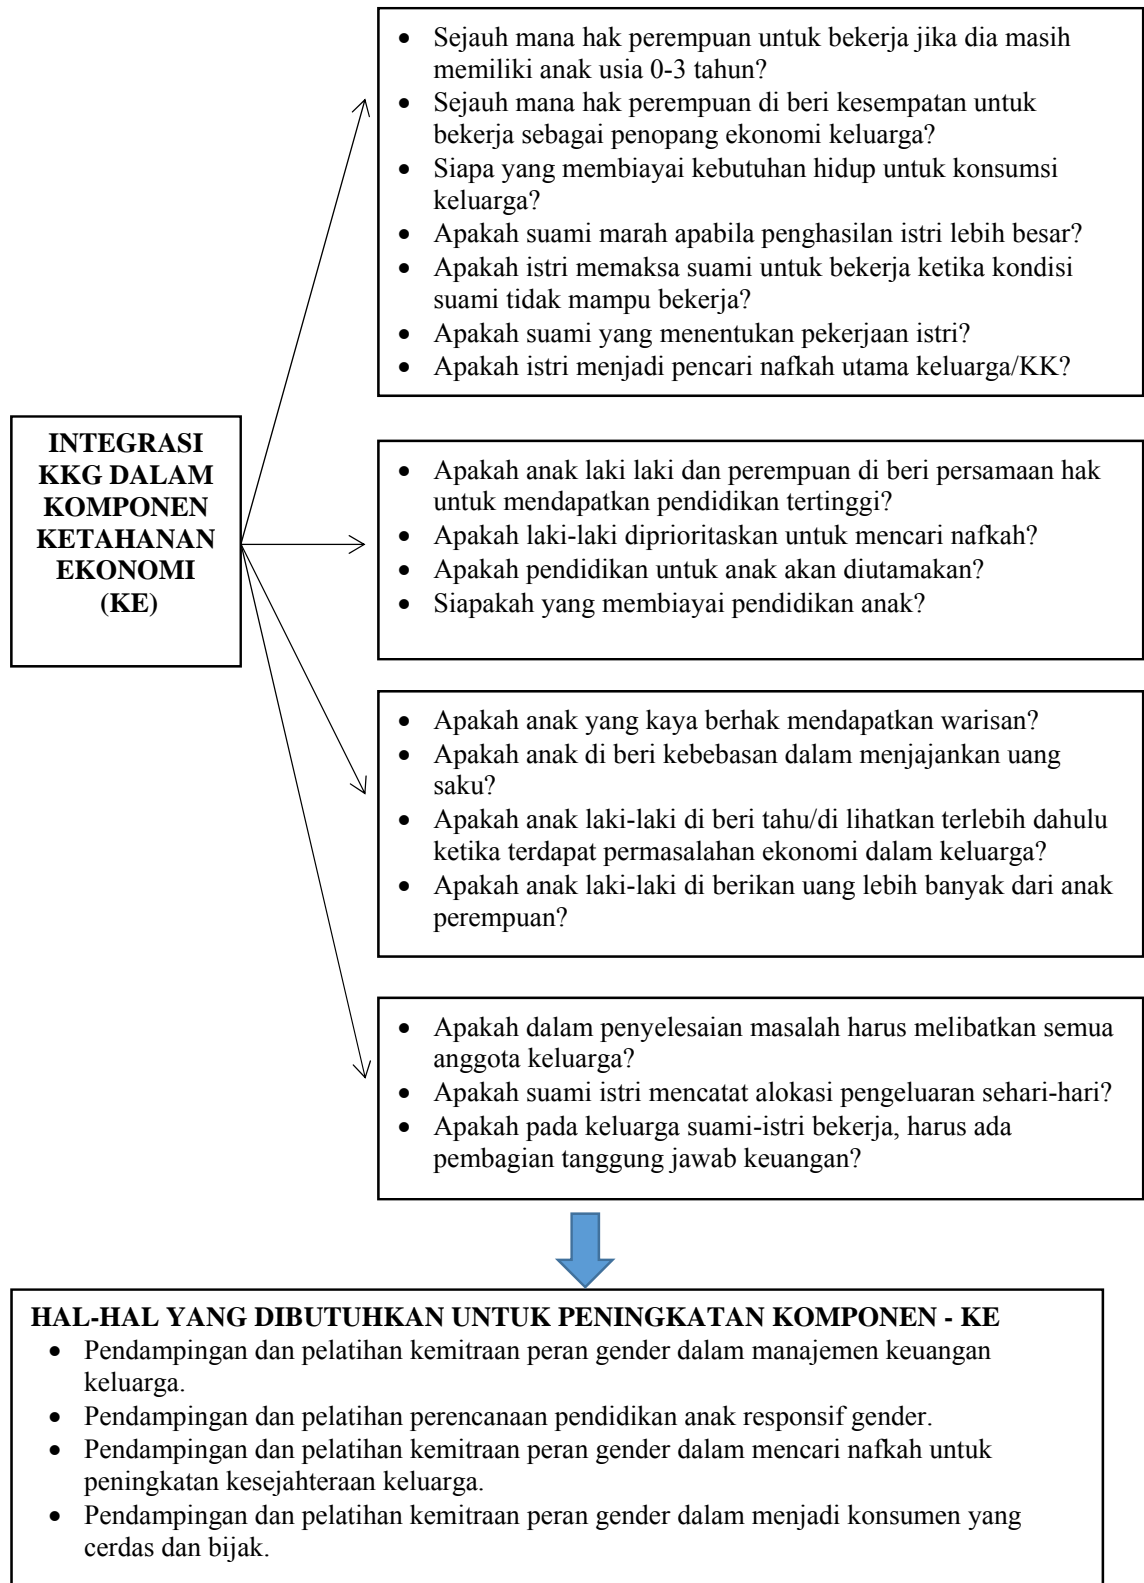 • Sejauh mana hak perempuan untuk bekerja jika dia masih
memiliki anak usia 0-3 tahun?
• Sejauh mana hak perempuan di beri kesempatan untuk
bekerja sebagai penopang ekonomi keluarga?
• Siapa yang membiayai kebutuhan hidup untuk konsumsi
keluarga?
• Apakah suami marah apabila penghasilan istri lebih besar?
• Apakah istri memaksa suami untuk bekerja ketika kondisi
suami tidak mampu bekerja?
• Apakah suami yang menentukan pekerjaan istri?
• Apakah istri menjadi pencari nafkah utama keluarga/KK?
INTEGRASI
KKG DALAM
KOMPONEN
KETAHANAN
EKONOMI
(KE)
• Apakah anak laki laki dan perempuan di beri persamaan hak
untuk mendapatkan pendidikan tertinggi?
• Apakah laki-laki diprioritaskan untuk mencari nafkah?
• Apakah pendidikan untuk anak akan diutamakan?
• Siapakah yang membiayai pendidikan anak?
• Apakah anak yang kaya berhak mendapatkan warisan?
• Apakah anak di beri kebebasan dalam menjajankan uang
saku?
• Apakah anak laki-laki di beri tahu/di lihatkan terlebih dahulu
ketika terdapat permasalahan ekonomi dalam keluarga?
• Apakah anak laki-laki di berikan uang lebih banyak dari anak
perempuan?
• Apakah dalam penyelesaian masalah harus melibatkan semua
anggota keluarga?
• Apakah suami istri mencatat alokasi pengeluaran sehari-hari?
• Apakah pada keluarga suami-istri bekerja, harus ada
pembagian tanggung jawab keuangan?
HAL-HAL YANG DIBUTUHKAN UNTUK PENINGKATAN KOMPONEN - KE
• Pendampingan dan pelatihan kemitraan peran gender dalam manajemen keuangan
keluarga.
• Pendampingan dan pelatihan perencanaan pendidikan anak responsif gender.
• Pendampingan dan pelatihan kemitraan peran gender dalam mencari nafkah untuk
peningkatan kesejahteraan keluarga.
• Pendampingan dan pelatihan kemitraan peran gender dalam menjadi konsumen yang
cerdas dan bijak.